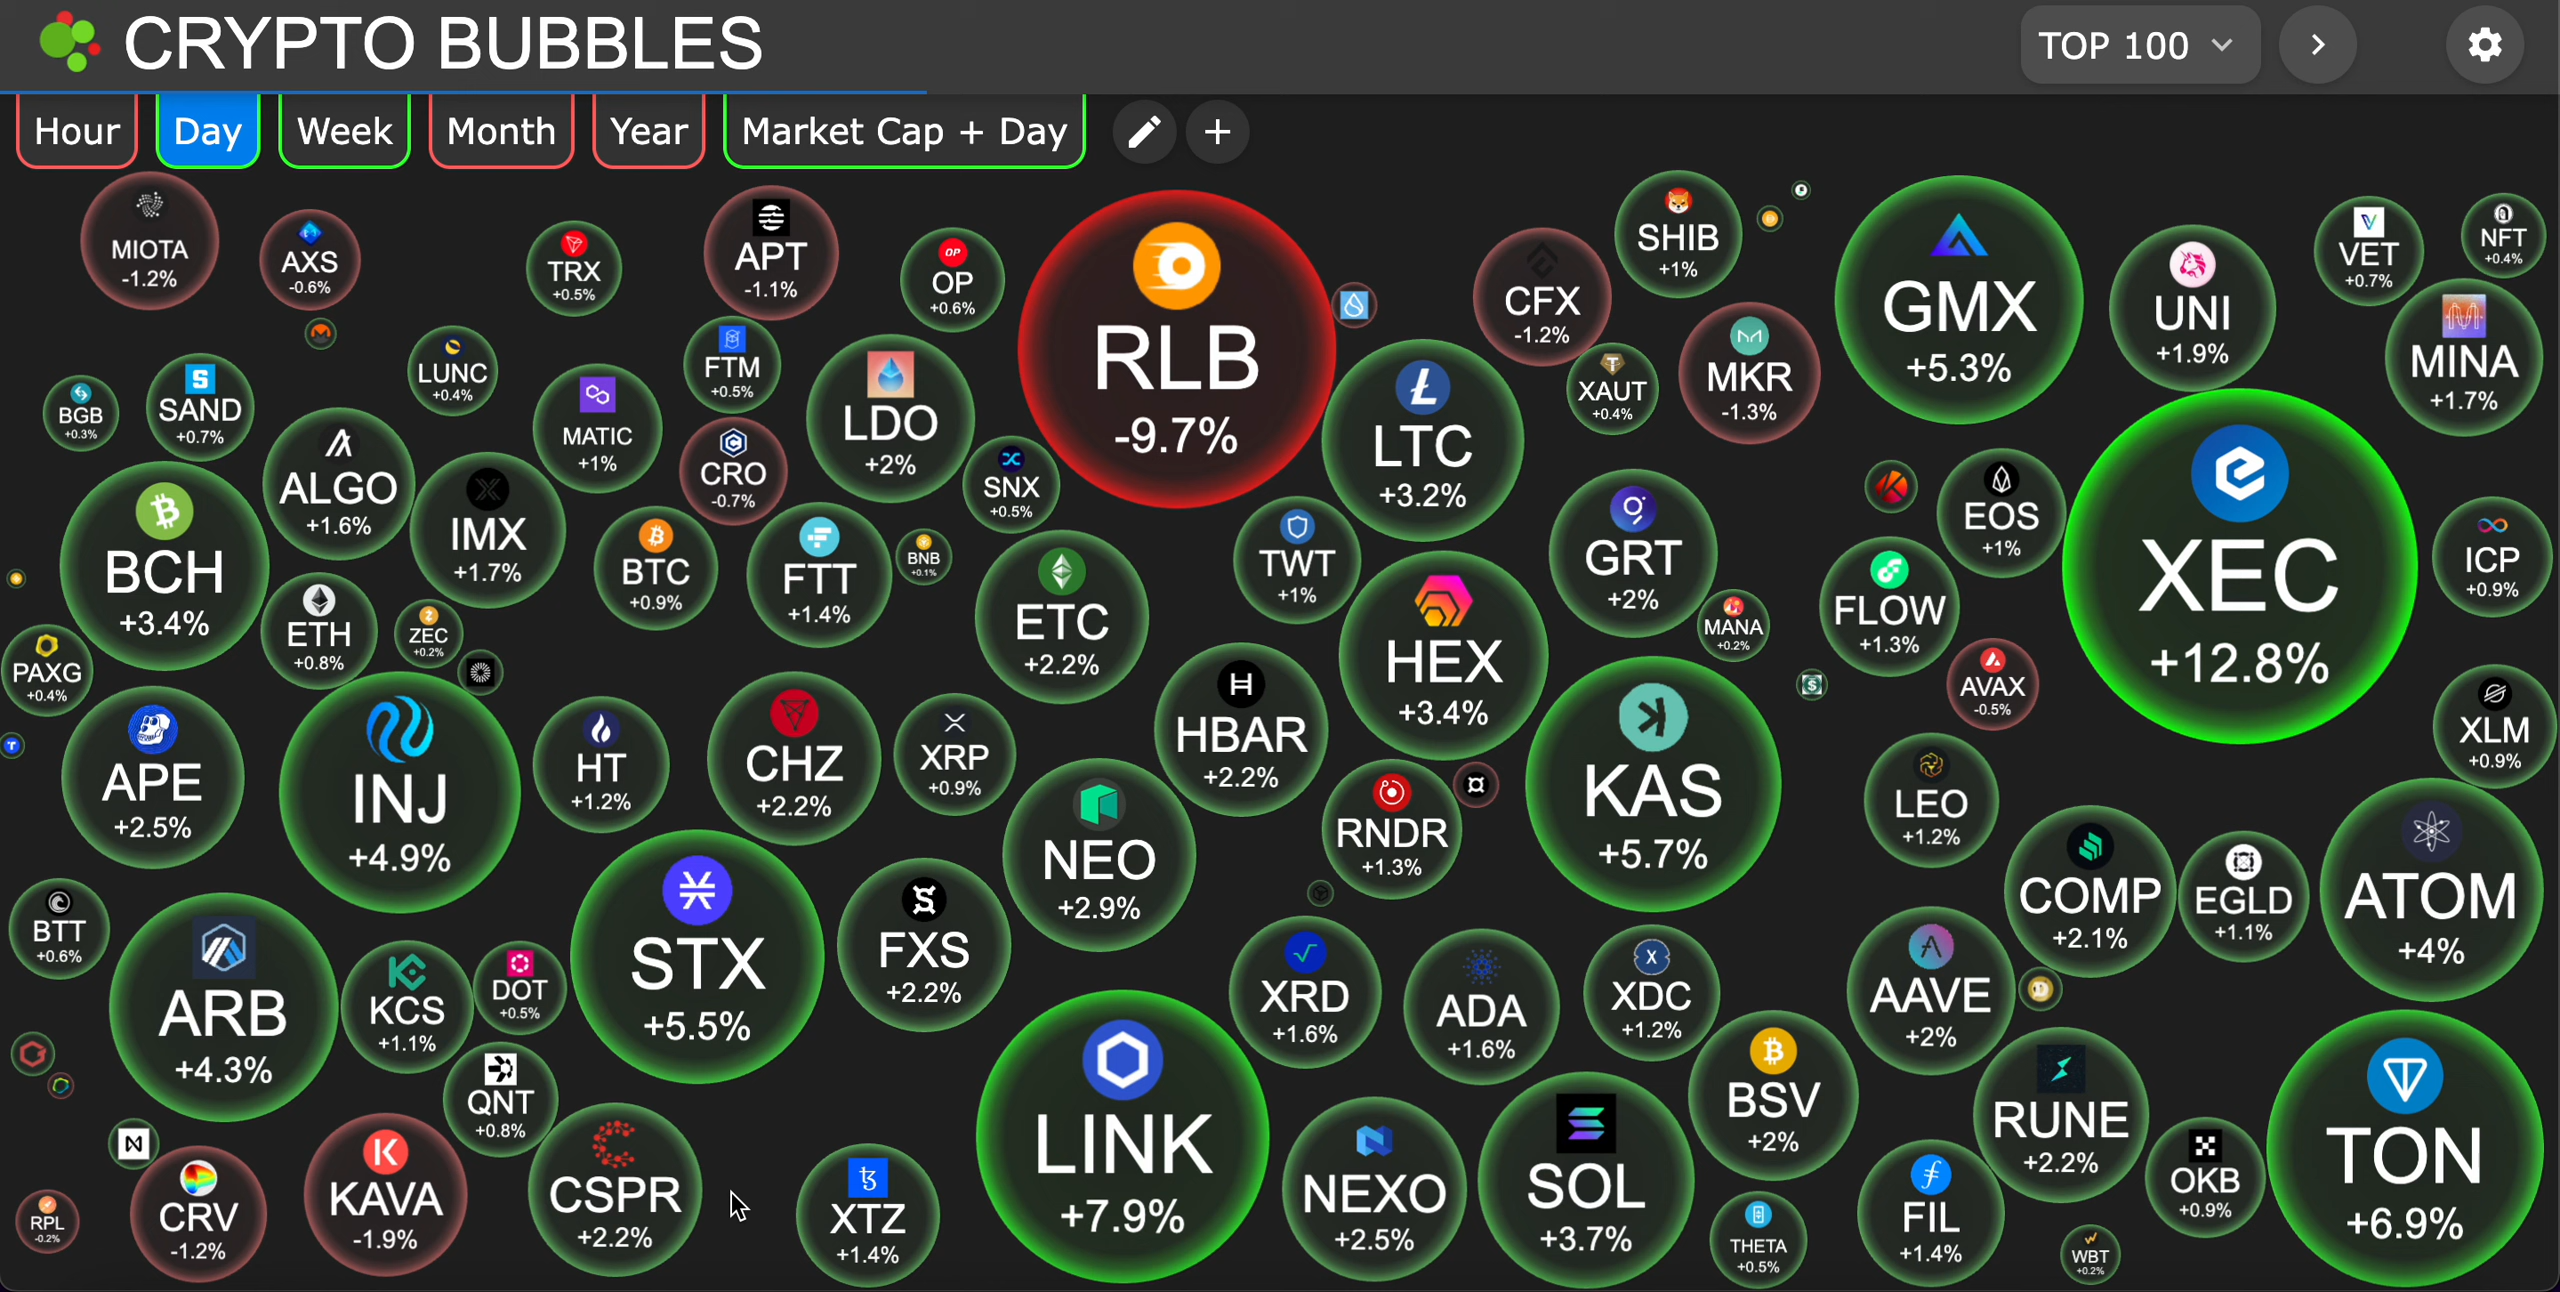 CRYPTO BUBBLES
TOP 100
Hour
Day
Week
Month
Year
Market Cap + Day
MIOTA
-1.2%
AXS
-0.6%
TRX
+0.5%
APT
-1.1%
OP
OP
+0.6%
RLB
-9.7%
CFX
-1.2%
SHIB
+1%
GMX
+5.3%
UNI
+1.9%
VET
+0.7%
NFT
+0.4%
BGB
+0.3%
SAND
+0.7%
LUNC
+0.4%
MATIC
+1%
FTM
+0.5%
LDO
+2%
LTC
+3.2%
XAUT
+0.4%
MKR
-1.3%
MINA
+1.7%
ALGO
+1.6%
IMX
+1.7%
CRO
-0.7%
SNX
+0.5%
BCH
+3.4%
BTC
+0.9%
FTT
+1.4%
BNB
+0.1%
TWT
+1%
GRT
+2%
EOS
+1%
XEC
+12.8%
ICP
+0.9%
ETH
+0.8%
ZEC
+0.2%
ETC
+2.2%
HEX
+3.4%
MANA
+0.2%
FLOW
+1.3%
PAXG
+0.4%
AVAX
-0.5%
APE
+2.5%
INJ
+4.9%
HT
+1.2%
CHZ
+2.2%
XRP
+0.9%
HBAR
+2.2%
KAS
+5.7%
XLM
+0.9%
NEO
+2.9%
RNDR
+1.3%
LEO
+1.2%
BTT
+0.6%
STX
+5.5%
FXS
+2.2%
COMP
+2.1%
EGLD
+1.1%
ATOM
+4%
ARB
+4.3%
KCS
+1.1%
DOT
+0.5%
XRD
+1.6%
ADA
+1.6%
XDC
+1.2%
AAVE
+2%
QNT
+0.8%
LINK
+7.9%
BSV
+2%
RUNE
+2.2%
TON
+6.9%
RPL
-0.2%
CRV
-1.2%
KAVA
-1.9%
CSPR
+2.2%
XTZ
+1.4%
NEXO
+2.5%
SOL
+3.7%
THETA
+0.5%
FIL
+1.4%
OKB
+0.9%
WBT
+0.2%